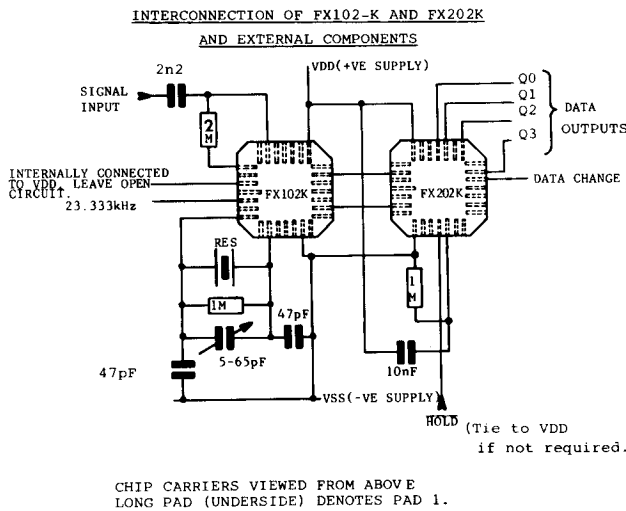 INTERCONNECTION OF FX102-K AND FX202K
AND EXTERNAL COMPONENTS
2n2
VDD(+VE SUPPLY)
SIGNAL
INPUT
Q0
Q1
Q2
Q3
DATA
OUTPUTS
2M
INTERNALLY CONNECTED
TO VDD, LEAVE OPEN
CIRCUIT.
FX102K
FX202K
DATA CHANGE
23.333kHz
RES
1M
1M
47pF
5-65pF
47pF
10nF
VSS(-VE SUPPLY)
HOLD
(Tie to VDD
if not required.
CHIP CARRIERS VIEWED FROM ABOVE
LONG PAD (UNDERSIDE) DENOTES PAD 1.